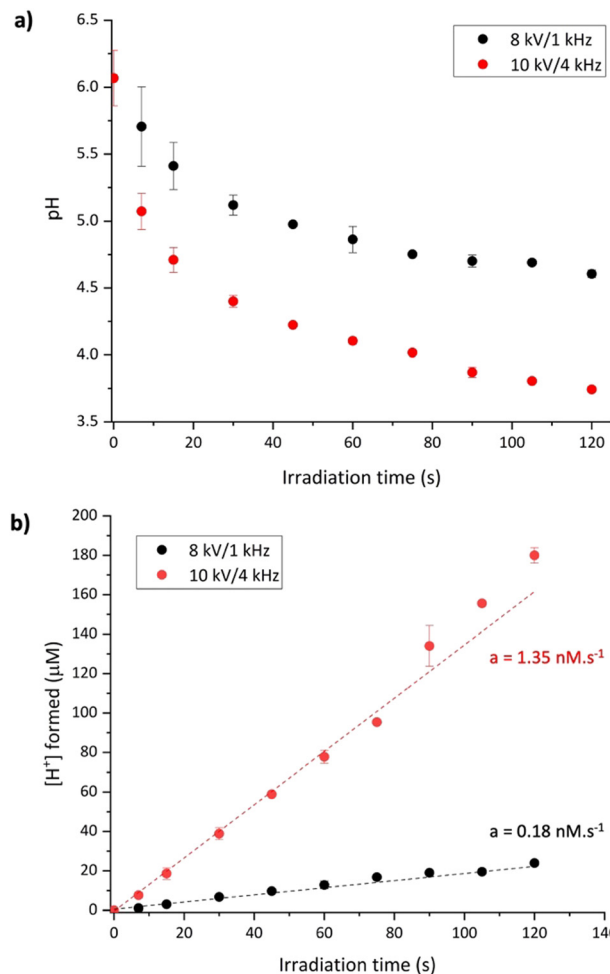 a)
6.5
6.0
5.5
5.0
4.5
4.0
3.5
pH
8 kV/1 kHz
10 kV/4 kHz
0 20 40 60 80 100 120
Irradiation time (s)
b)
200
180
160
140
120
100
80
60
40
20
0
[H⁺] formed (µM)
8 kV/1 kHz
10 kV/4 kHz
a = 1.35 nM.s⁻¹
a = 0.18 nM.s⁻¹
0 20 40 60 80 100 120 140
Irradiation time (s)